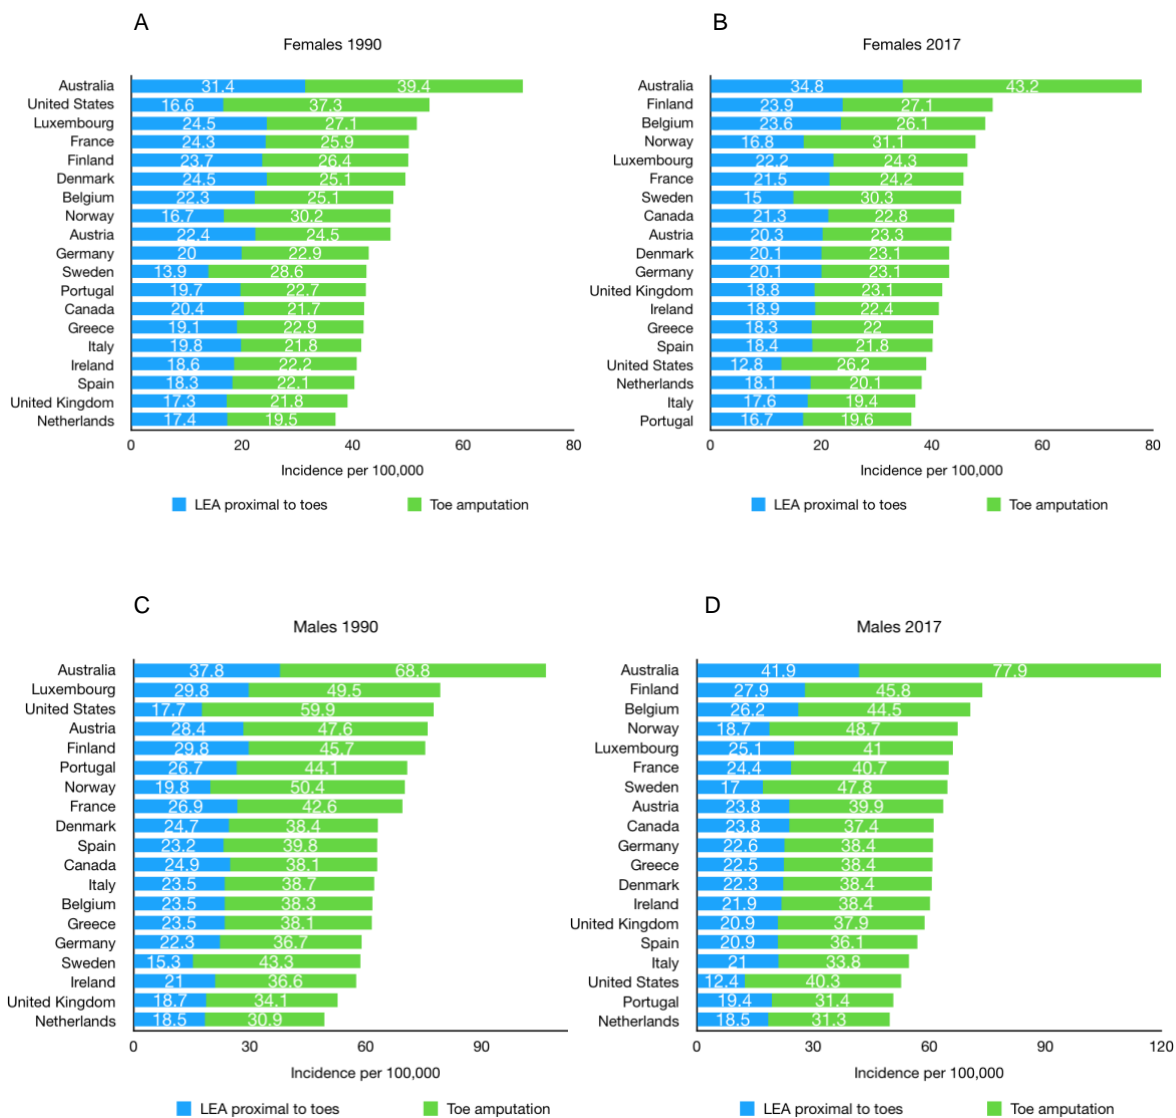 A
Females 1990
Australia 31.4 39.4
United States 16.6 37.3
Luxembourg 24.5 27.1
France 24.3 25.9
Finland 23.7 26.4
Denmark 24.5 25.1
Belgium 22.3 25.1
Norway 16.7 30.2
Austria 22.4 24.5
Germany 20 22.9
Sweden 13.9 28.6
Portugal 19.7 22.7
Canada 20.4 21.7
Greece 19.1 22.9
Italy 19.8 21.8
Ireland 18.6 22.2
Spain 18.3 22.1
United Kingdom 17.3 21.8
Netherlands 17.4 19.5
0 20 40 60 80
Incidence per 100,000
LEA proximal to toes Toe amputation
B
Females 2017
Australia 34.8 43.2
Finland 23.9 27.1
Belgium 23.6 26.1
Norway 16.8 31.1
Luxembourg 22.2 24.3
France 21.5 24.2
Sweden 15 30.3
Canada 21.3 22.8
Austria 20.3 23.3
Denmark 20.1 23.1
Germany 20.1 23.1
United Kingdom 18.8 23.1
Ireland 18.9 22.4
Greece 18.3 22
Spain 18.4 21.8
United States 12.8 26.2
Netherlands 18.1 20.1
Italy 17.6 19.4
Portugal 16.7 19.6
0 20 40 60 80
Incidence per 100,000
LEA proximal to toes Toe amputation
C
Males 1990
Australia 37.8 68.8
Luxembourg 29.8 49.5
United States 17.7 59.9
Austria 28.4 47.6
Finland 29.8 45.7
Portugal 26.7 44.1
Norway 19.8 50.4
France 26.9 42.6
Denmark 24.7 38.4
Spain 23.2 39.8
Canada 24.9 38.1
Italy 23.5 38.7
Belgium 23.5 38.3
Greece 23.5 38.1
Germany 22.3 36.7
Sweden 15.3 43.3
Ireland 21 36.6
United Kingdom 18.7 34.1
Netherlands 18.5 30.9
0 30 60 90
Incidence per 100,000
LEA proximal to toes Toe amputation
D
Males 2017
Australia 41.9 77.9
Finland 27.9 45.8
Belgium 26.2 44.5
Norway 18.7 48.7
Luxembourg 25.1 41
France 24.4 40.7
Sweden 17 47.8
Austria 23.8 39.9
Canada 23.8 37.4
Germany 22.6 38.4
Greece 22.5 38.4
Denmark 22.3 38.4
Ireland 21.9 38.4
United Kingdom 20.9 37.9
Spain 20.9 36.1
Italy 21 33.8
United States 12.4 40.3
Portugal 19.4 31.4
Netherlands 18.5 31.3
0 30 60 90 120
Incidence per 100,000
LEA proximal to toes Toe amputation